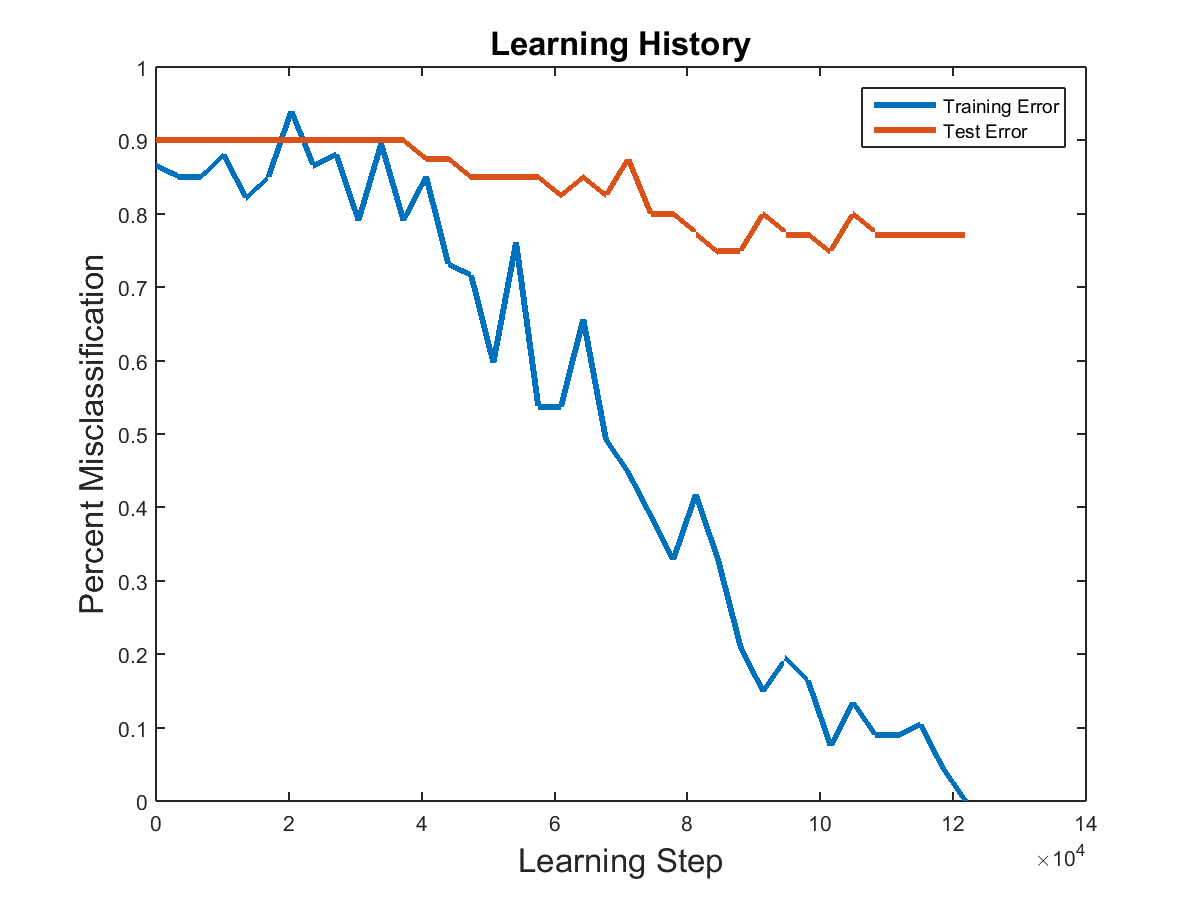 Learning History
Training Error
Test Error
Percent Misclassification
1
0.9
0.8
0.7
0.6
0.5
0.4
0.3
0.2
0.1
0
0 2 4 6 8 10 12 14
×10⁴
Learning Step